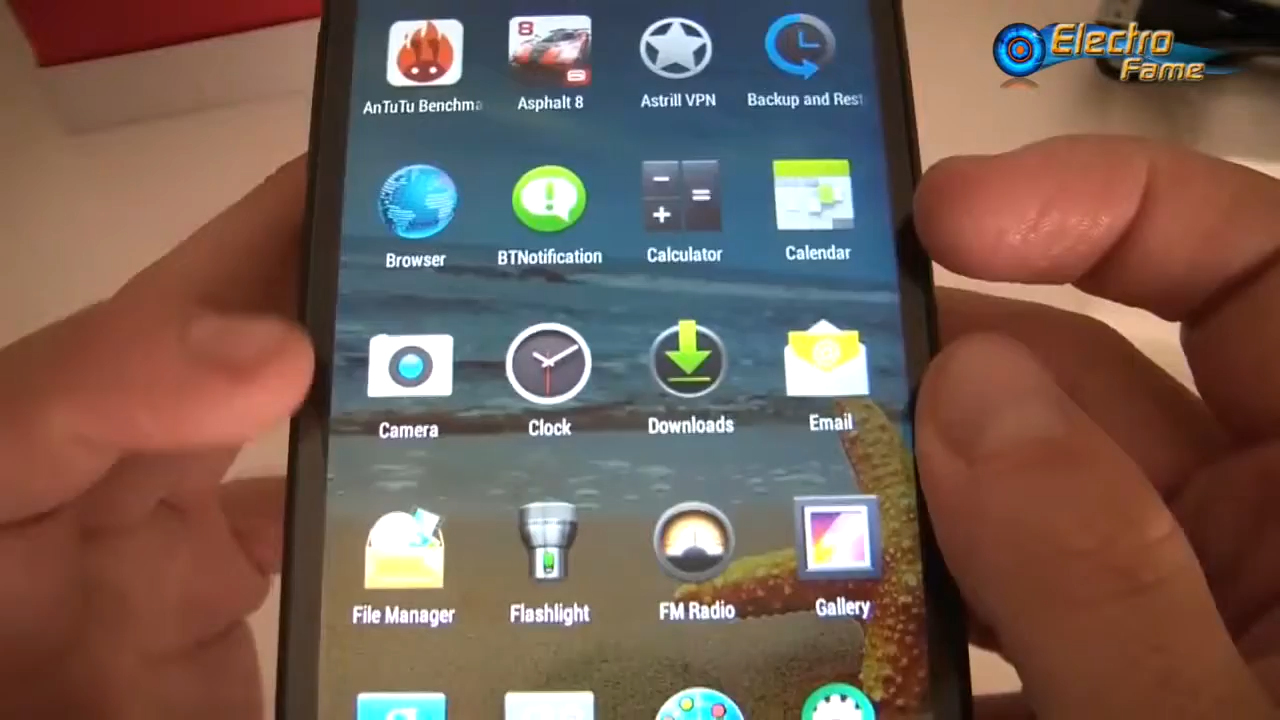 Electro
Fame
AnTuTu Benchma
Asphalt 8
Astrill VPN
Backup and Rest
Browser
BTNotification
Calculator
Calendar
Camera
Clock
Downloads
Email
File Manager
Flashlight
FM Radio
Gallery